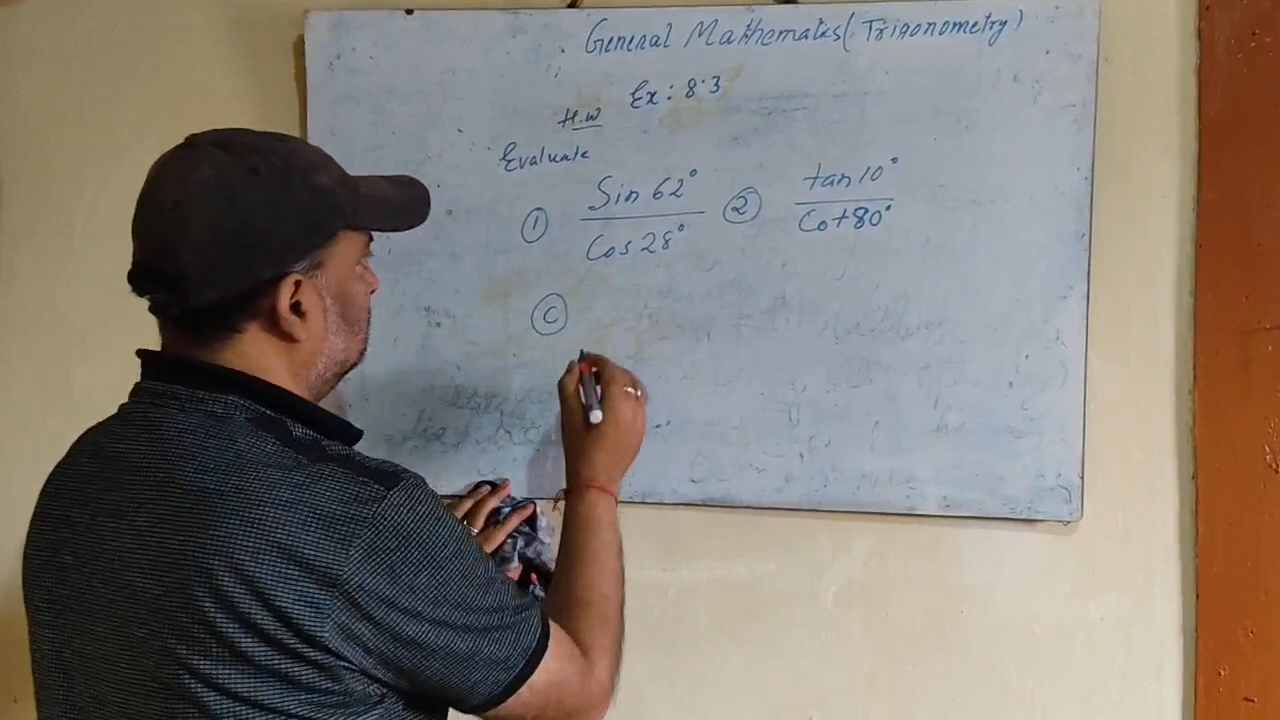 General Mathematics (Trigonometry)
Ex : 8.3
H.W
Evaluate
① Sin 62° / Cos 28° ② tan 10° / Cot 80°
Ⓒ